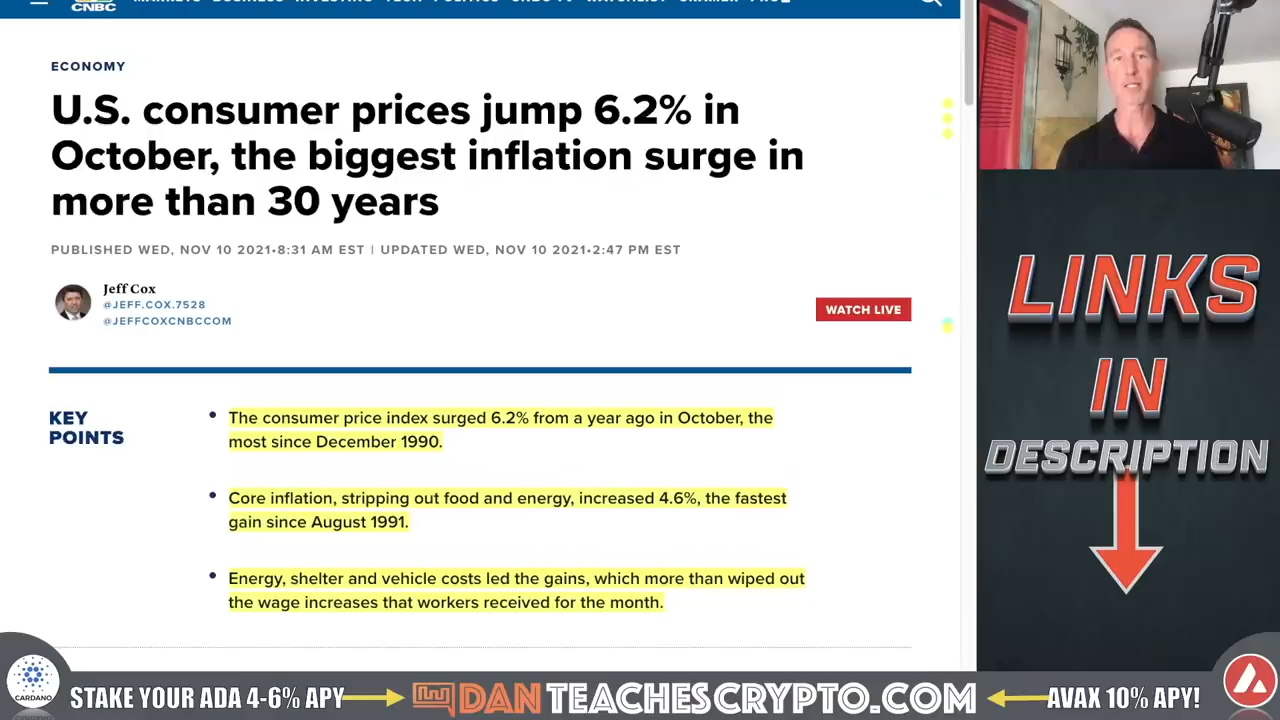 CNBC
ECONOMY
U.S. consumer prices jump 6.2% in
October, the biggest inflation surge in
more than 30 years
PUBLISHED WED, NOV 10 2021•8:31 AM EST | UPDATED WED, NOV 10 2021•2:47 PM EST
Jeff Cox
@JEFF.COX.7528
@JEFFCOXCNBCCOM
WATCH LIVE
KEY
POINTS
• The consumer price index surged 6.2% from a year ago in October, the
most since December 1990.
• Core inflation, stripping out food and energy, increased 4.6%, the fastest
gain since August 1991.
• Energy, shelter and vehicle costs led the gains, which more than wiped out
the wage increases that workers received for the month.
LINKS
IN
DESCRIPTION
CARDANO
STAKE YOUR ADA 4-6% APY
DANTEACHESCRYPTO.COM
AVAX 10% APY!